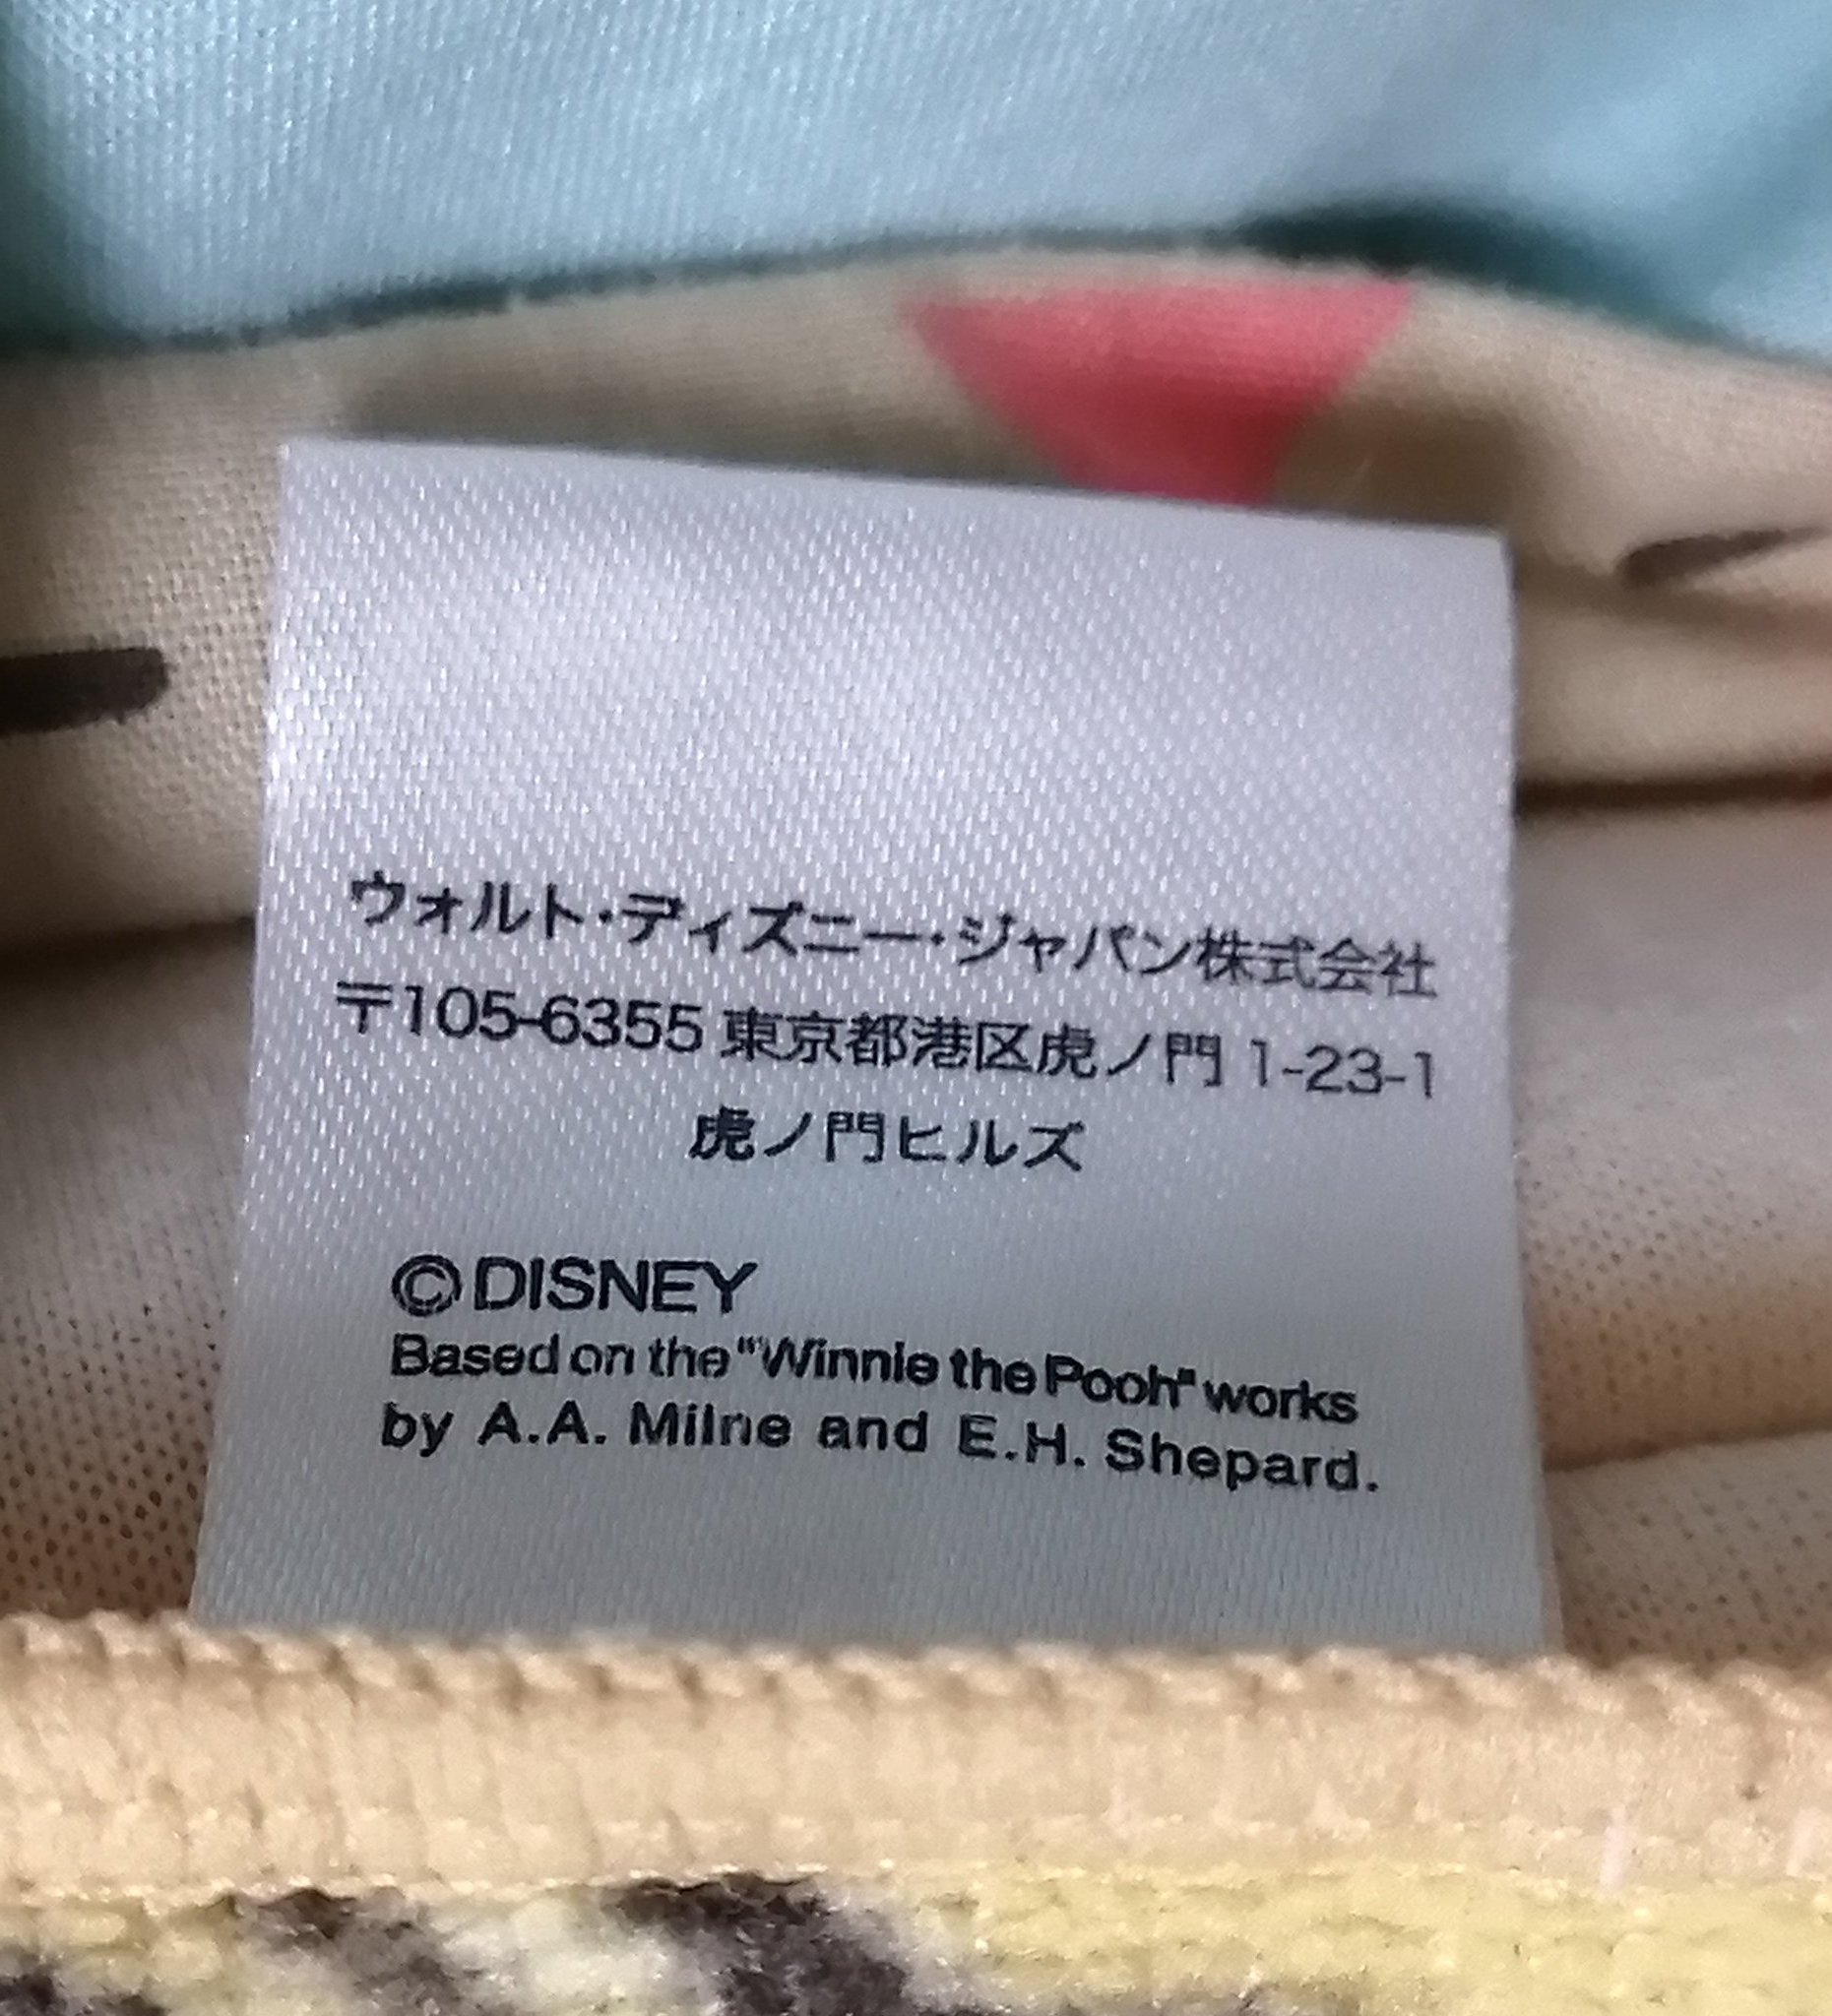 ウォルト・ディズニー・ジャパン株式会社
〒105-6355 東京都港区虎ノ門 1-23-1
虎ノ門ヒルズ
©DISNEY
Based on the "Winnie the Pooh" works
by A.A. Milne and E.H. Shepard.